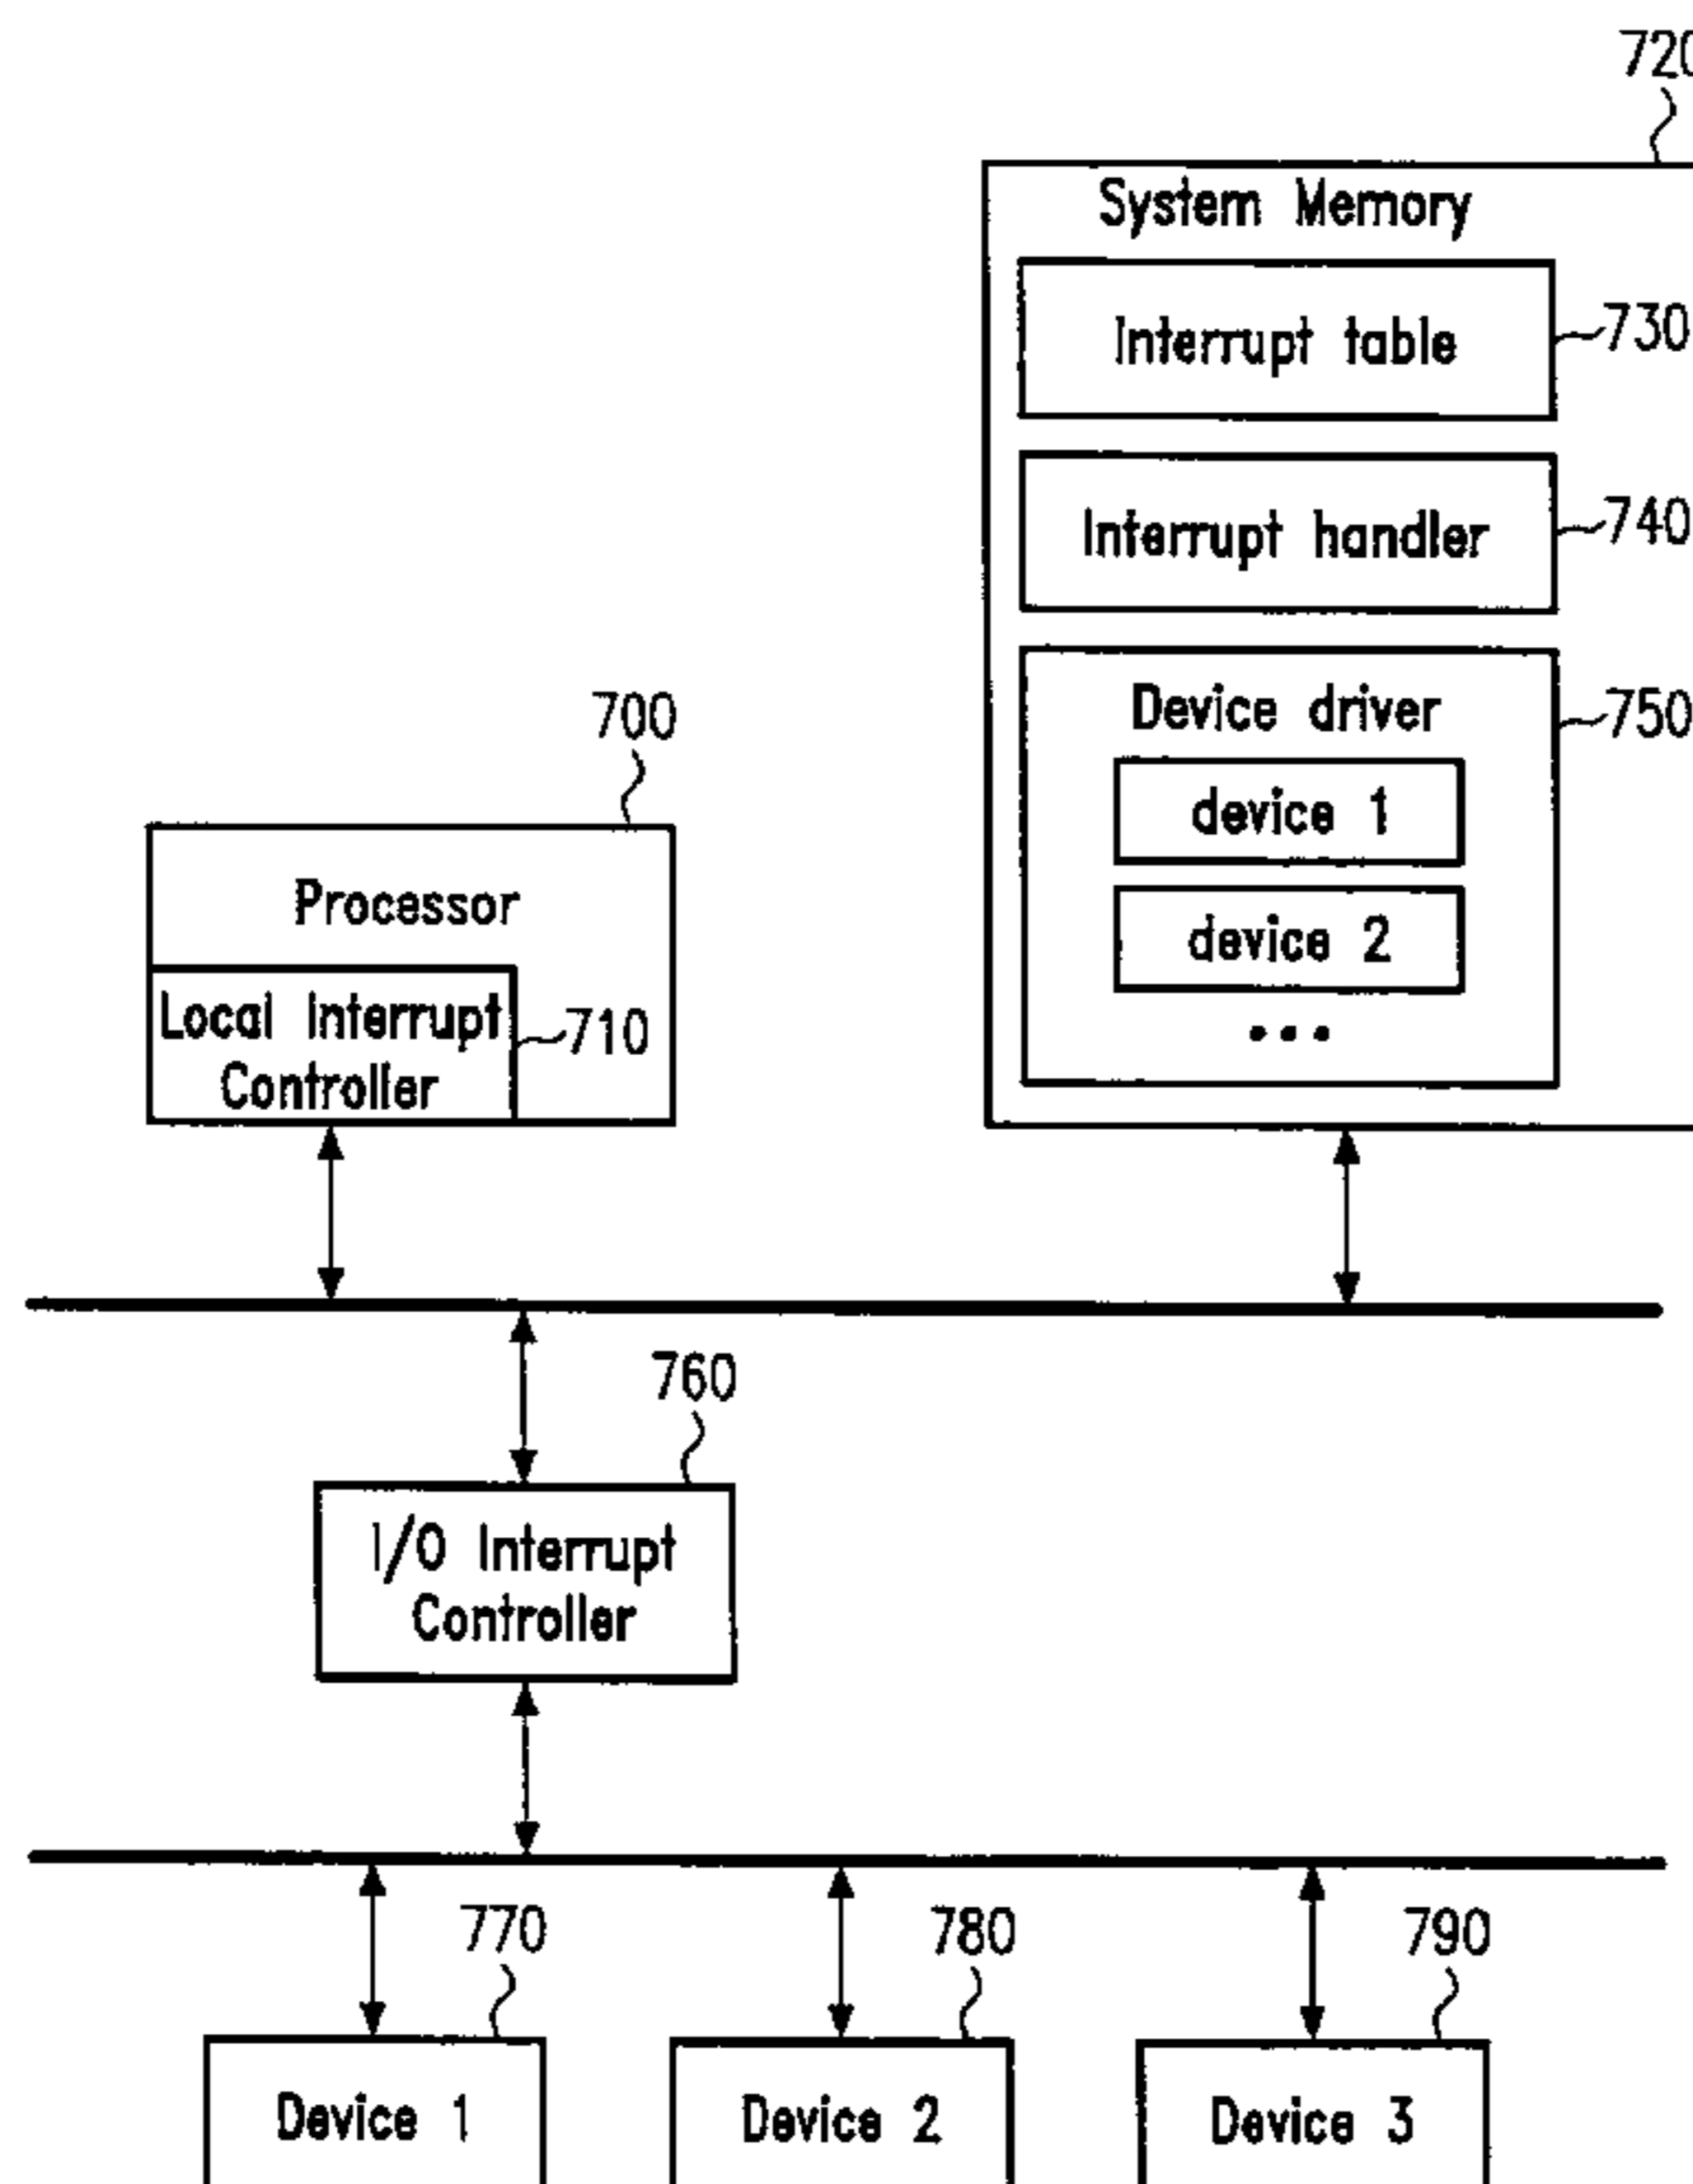 720
System Memory
Interrupt table
730
Interrupt handler
740
Device driver
750
device 1
device 2
•••
700
Processor
Local Interrupt
Controller
710
760
I/O Interrupt
Controller
770
780
790
Device 1
Device 2
Device 3